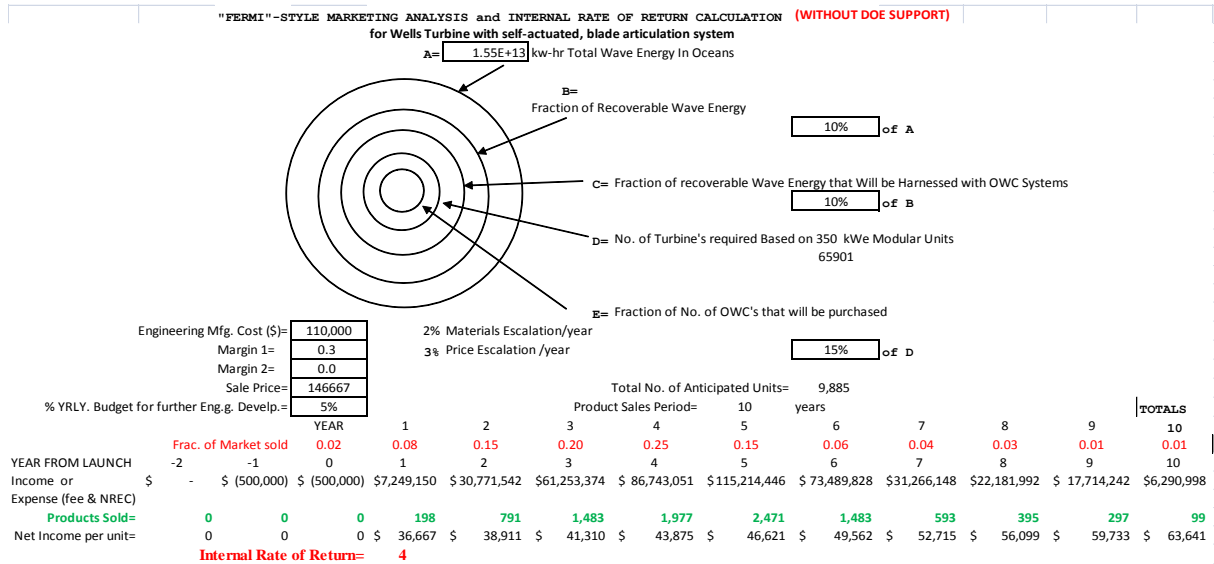 "FERMI"-STYLE MARKETING ANALYSIS and INTERNAL RATE OF RETURN CALCULATION (WITHOUT DOE SUPPORT)
for Wells Turbine with self-actuated, blade articulation system
A= 1.55E+13 kw-hr Total Wave Energy In Oceans
B=
Fraction of Recoverable Wave Energy
10% of A
C= Fraction of recoverable Wave Energy that Will be Harnessed with OWC Systems
10% of B
D= No. of Turbine's required Based on 350 kWe Modular Units
65901
E= Fraction of No. of OWC's that will be purchased
Engineering Mfg. Cost ($)= 110,000 2% Materials Escalation/year
Margin 1= 0.3 3% Price Escalation /year 15% of D
Margin 2= 0.0
Sale Price= 146667 Total No. of Anticipated Units= 9,885
% YRLY. Budget for further Eng.g. Develp.= 5% Product Sales Period= 10 years TOTALS
YEAR 1 2 3 4 5 6 7 8 9 10
Frac. of Market sold 0.02 0.08 0.15 0.20 0.25 0.15 0.06 0.04 0.03 0.01 0.01
YEAR FROM LAUNCH -2 -1 0 1 2 3 4 5 6 7 8 9 10
Income or $ - $ (500,000) $ (500,000) $7,249,150 $ 30,771,542 $61,253,374 $ 86,743,051 $115,214,446 $ 73,489,828 $31,266,148 $22,181,992 $ 17,714,242 $6,290,998
Expense (fee & NREC)
Products Sold= 0 0 0 198 791 1,483 1,977 2,471 1,483 593 395 297 99
Net Income per unit= 0 0 0 $ 36,667 $ 38,911 $ 41,310 $ 43,875 $ 46,621 $ 49,562 $ 52,715 $ 56,099 $ 59,733 $ 63,641
Internal Rate of Return= 4